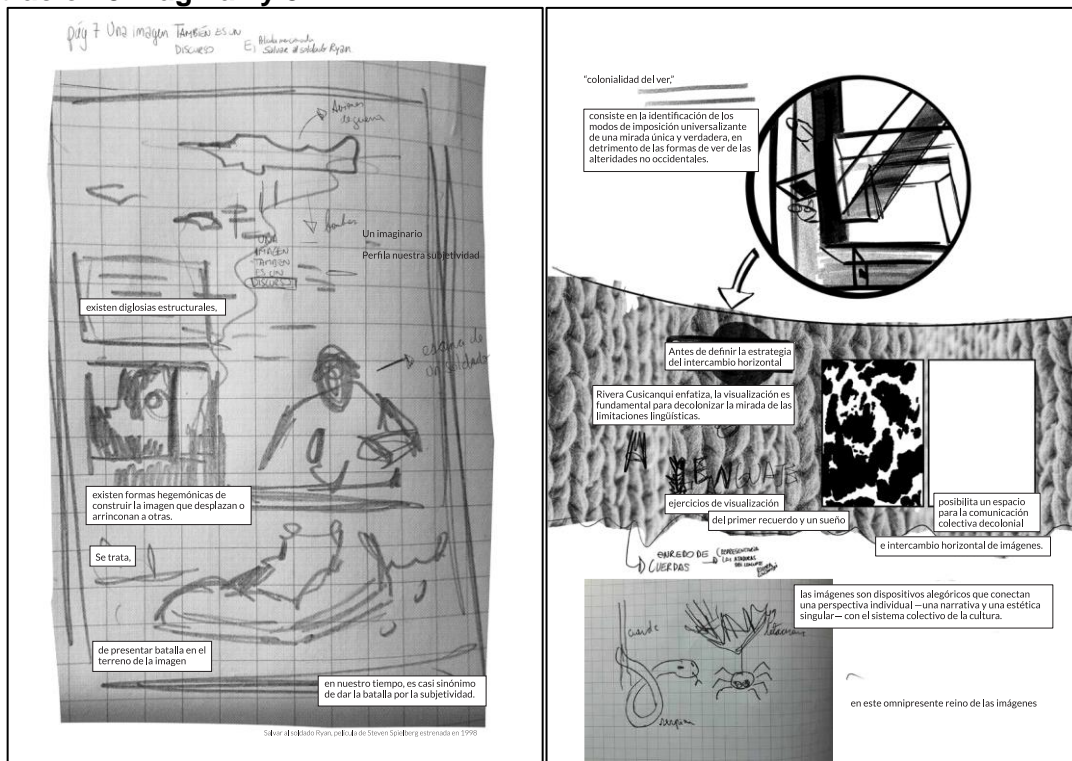 pág 7 Una imagen TAMBIÉN ES UN
DISCURSO
Salvar al soldado Ryan.
Aviones
de guerra
bombas
Un imaginario
Perfila nuestra subjetividad
UNA
IMAGEN
TAMBIEN
ES UN
DISCURSO
existen diglosias estructurales,
escena de
un soldado
existen formas hegemónicas de
construir la imagen que desplazan o
arrinconan a otras.
Se trata,
de presentar batalla en el
terreno de la imagen
en nuestro tiempo, es casi sinónimo
de dar la batalla por la subjetividad.
Salvar al soldado Ryan, película de Steven Spielberg estrenada en 1998
"colonialidad del ver,"
consiste en la identificación de los
modos de imposición universalizante
de una mirada única y verdadera, en
detrimento de las formas de ver de las
alteridades no occidentales.
Antes de definir la estrategia
del intercambio horizontal
Rivera Cusicanqui enfatiza, la visualización es
fundamental para decolonizar la mirada de las
limitaciones lingüísticas.
ejercicios de visualización
del primer recuerdo y un sueño
posibilita un espacio
para la comunicación
colectiva decolonial
e intercambio horizontal de imágenes.
ENREDO DE
CUERDAS
las imágenes son dispositivos alegóricos que conectan
una perspectiva individual —una narrativa y una estética
singular— con el sistema colectivo de la cultura.
cuerda
serpiente
en este omnipresente reino de las imágenes